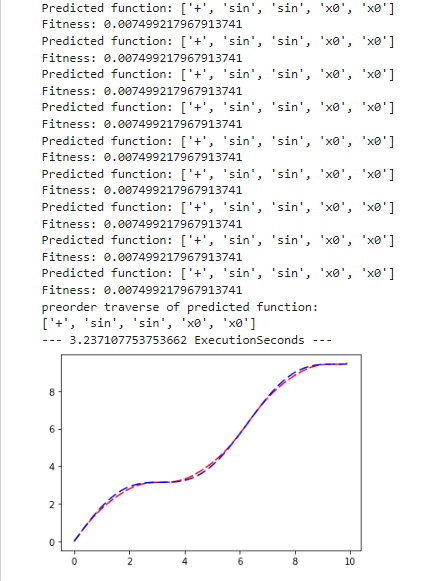 Predicted function: ['+', 'sin', 'sin', 'x0', 'x0']
Fitness: 0.007499217967913741
Predicted function: ['+', 'sin', 'sin', 'x0', 'x0']
Fitness: 0.007499217967913741
Predicted function: ['+', 'sin', 'sin', 'x0', 'x0']
Fitness: 0.007499217967913741
Predicted function: ['+', 'sin', 'sin', 'x0', 'x0']
Fitness: 0.007499217967913741
Predicted function: ['+', 'sin', 'sin', 'x0', 'x0']
Fitness: 0.007499217967913741
Predicted function: ['+', 'sin', 'sin', 'x0', 'x0']
Fitness: 0.007499217967913741
Predicted function: ['+', 'sin', 'sin', 'x0', 'x0']
Fitness: 0.007499217967913741
Predicted function: ['+', 'sin', 'sin', 'x0', 'x0']
Fitness: 0.007499217967913741
Predicted function: ['+', 'sin', 'sin', 'x0', 'x0']
Fitness: 0.007499217967913741
preorder traverse of predicted function:
['+', 'sin', 'sin', 'x0', 'x0']
--- 3.237107753753662 ExecutionSeconds ---
8
6
4
2
0
0 2 4 6 8 10